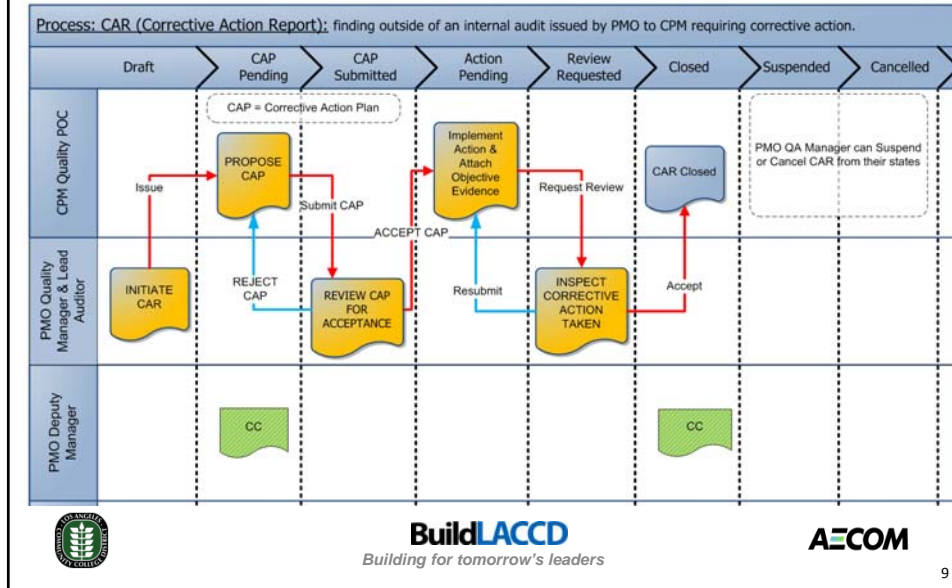 Process: CAR (Corrective Action Report): finding outside of an internal audit issued by PMO to CPM requiring corrective action.
Draft
CAP
Pending
CAP
Submitted
Action
Pending
Review
Requested
Closed
Suspended
Cancelled
CPM Quality POC
CAP = Corrective Action Plan
PROPOSE
CAP
Implement
Action &
Attach
Objective
Evidence
CAR Closed
PMO QA Manager can Suspend
or Cancel CAR from their states
Issue
Submit CAP
Request Review
ACCEPT CAP
PMO Quality
Manager & Lead
Auditor
INITIATE
CAR
REJECT
CAP
REVIEW CAP
FOR
ACCEPTANCE
Resubmit
INSPECT
CORRECTIVE
ACTION
TAKEN
Accept
PMO Deputy
Manager
CC
CC
LOS ANGELES
COMMUNITY COLLEGE DISTRICT
BuildLACCD
Building for tomorrow's leaders
AECOM
9